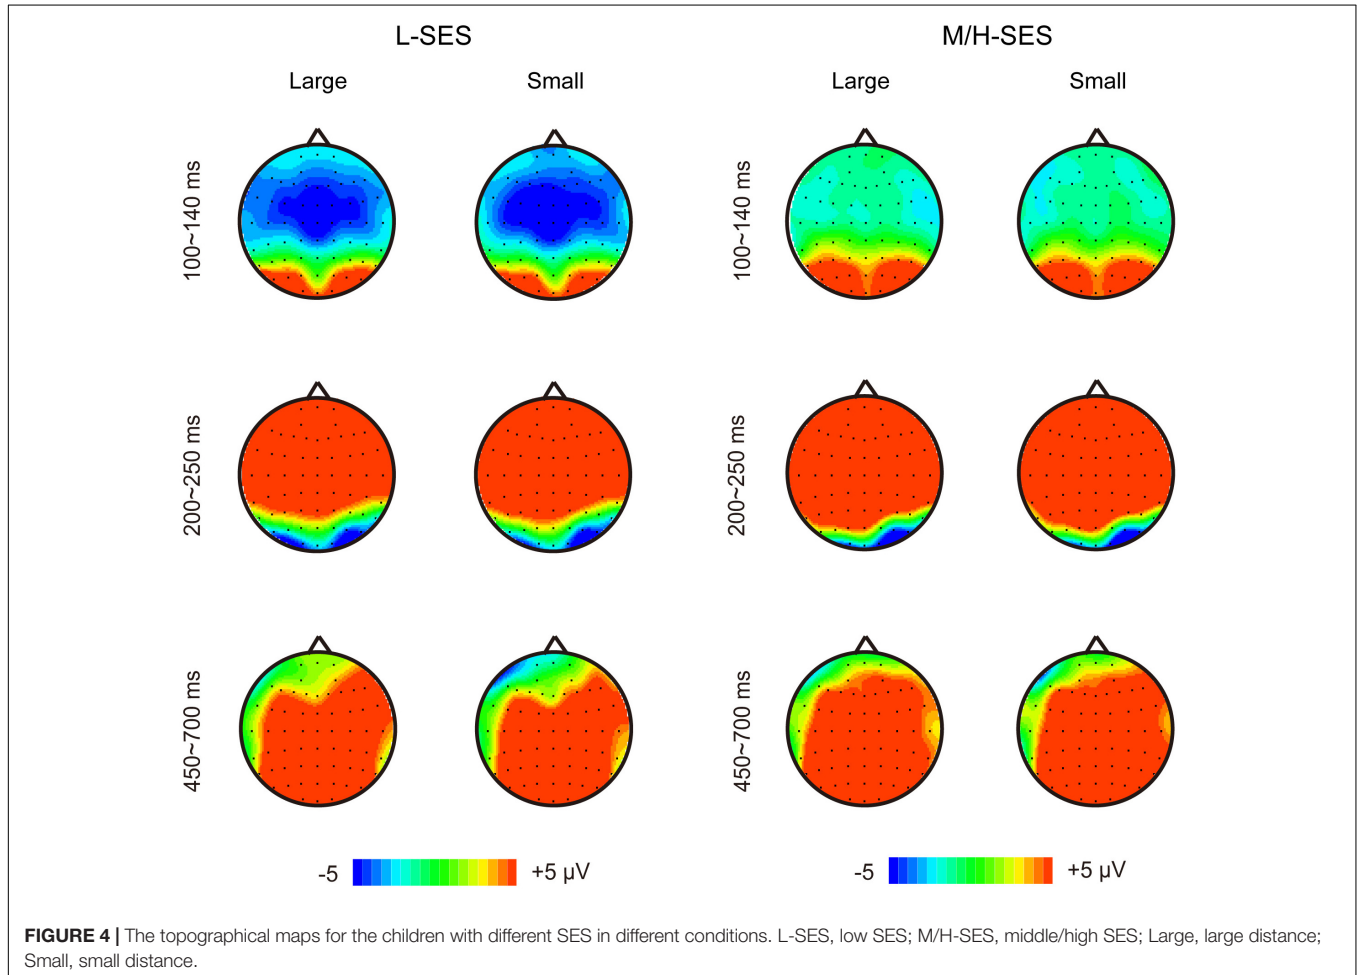 L-SES M/H-SES
Large Small Large Small
100~140 ms 100~140 ms
200~250 ms 200~250 ms
450~700 ms 450~700 ms
-5 +5 µV -5 +5 µV
FIGURE 4 | The topographical maps for the children with different SES in different conditions. L-SES, low SES; M/H-SES, middle/high SES; Large, large distance;
Small, small distance.